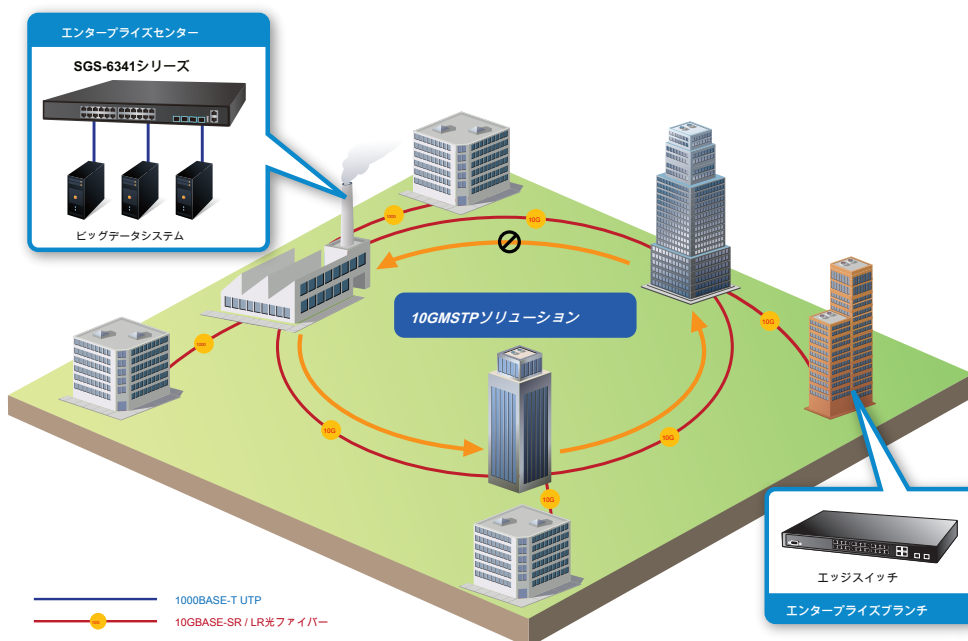 エンタープライズセンター
SGS-6341シリーズ
ビッグデータシステム
1000
10G
10GMSTPソリューション
1000
10G
10G
10G
10G
エッジスイッチ
エンタープライズブランチ
1000BASE-T UTP
10GBASE-SR / LR光ファイバー